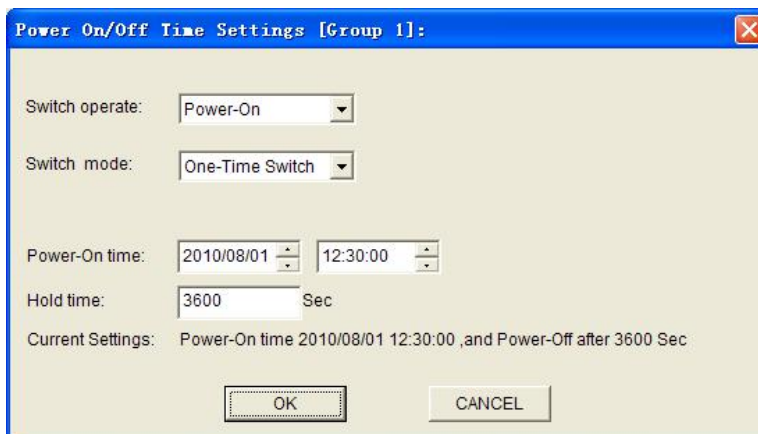 Power On/Off Time Settings [Group 1]:
Switch operate: Power-On
Switch mode: One-Time Switch
Power-On time: 2010/08/01 12:30:00
Hold time: 3600 Sec
Current Settings: Power-On time 2010/08/01 12:30:00 ,and Power-Off after 3600 Sec
OK CANCEL